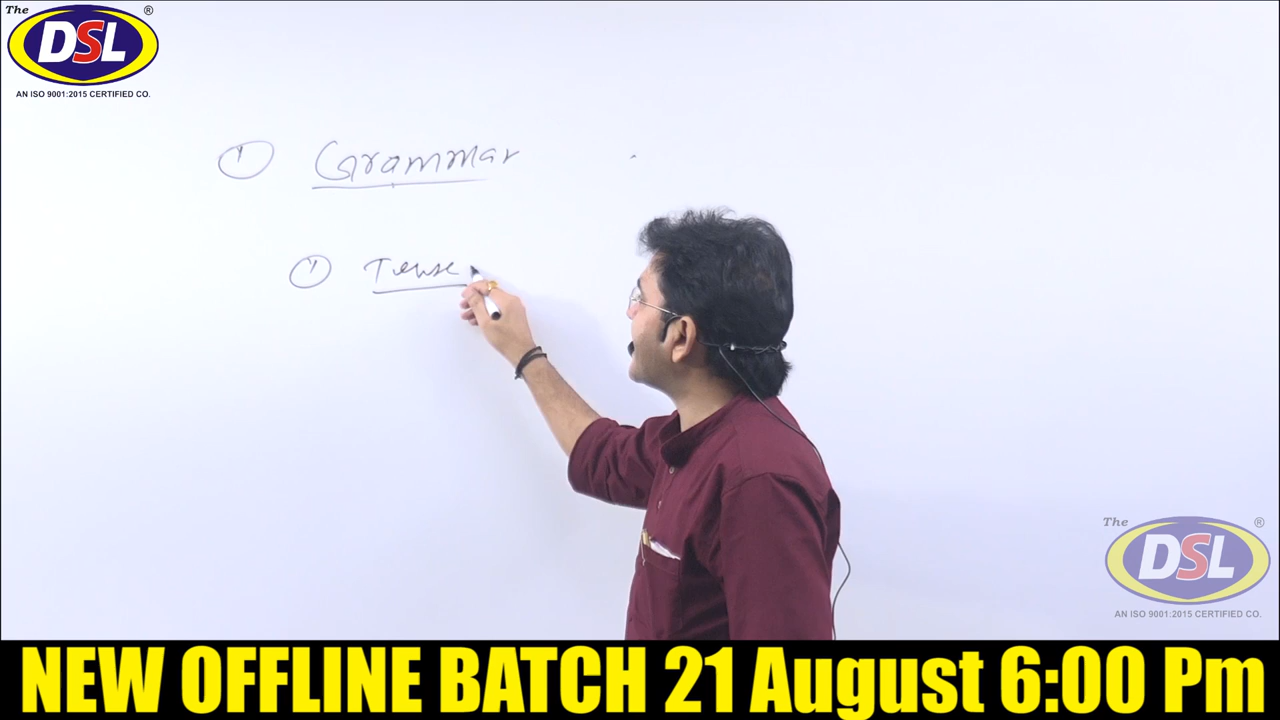 The
DSL
®
AN ISO 9001:2015 CERTIFIED CO.
① Grammar
① Tense
The
DSL
®
AN ISO 9001:2015 CERTIFIED CO.
NEW OFFLINE BATCH 21 August 6:00 Pm